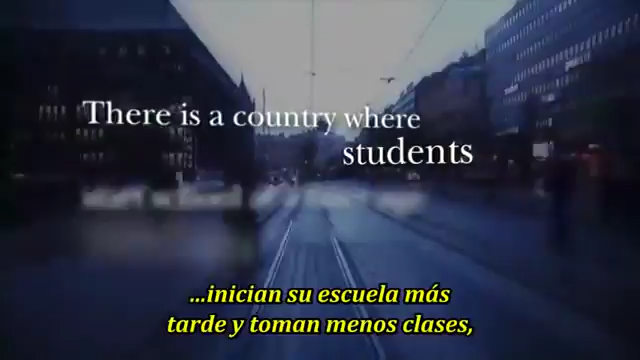 There is a country where
students
...inician su escuela más
tarde y toman menos clases,